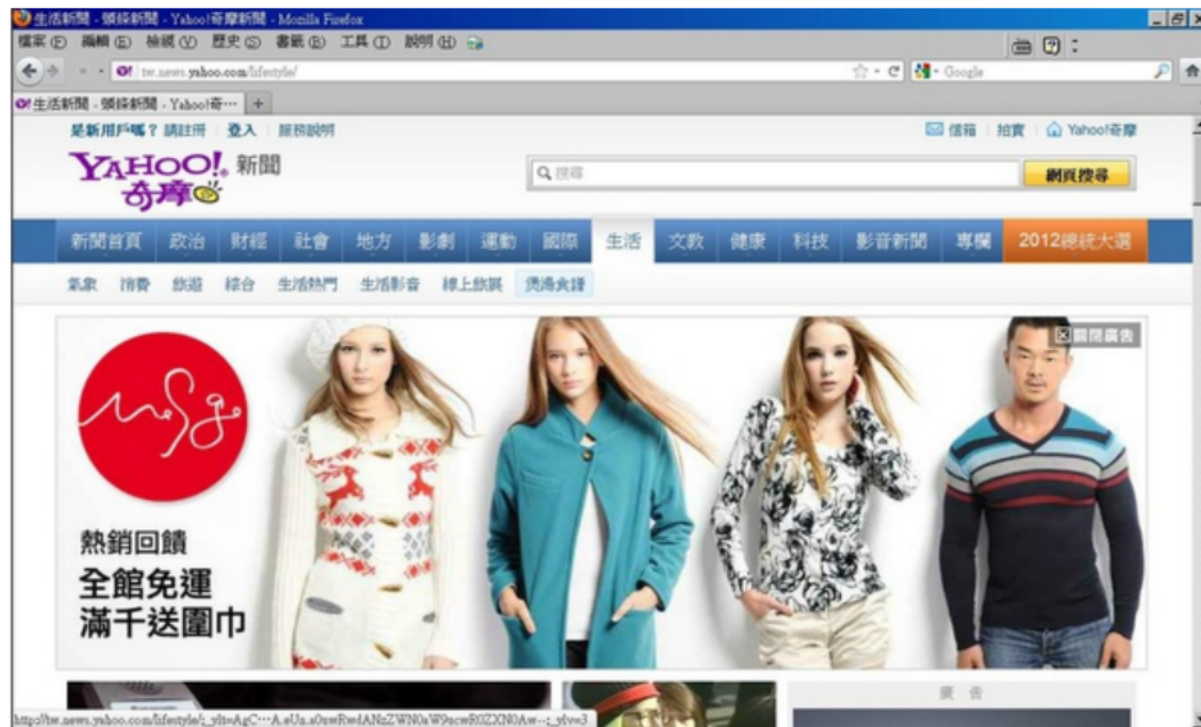 生活新聞 - 頭條新聞 - Yahoo!奇摩新聞 - Mozilla Firefox
檔案(F) 編輯(E) 檢視(V) 歷史(S) 書籤(B) 工具(T) 說明(H)
tw.news.yahoo.com/lifestyle/ Google
生活新聞 - 頭條新聞 - Yahoo!奇… +
是新用戶嗎? 請註冊 登入 服務說明 信箱 拍賣 Yahoo!奇摩
YAHOO! 新聞
奇摩
搜尋 網頁搜尋
新聞首頁 政治 財經 社會 地方 影劇 運動 國際 生活 文教 健康 科技 影音新聞 專欄 2012總統大選
氣象 消費 旅遊 綜合 生活熱門 生活影音 線上旅展 煲湯食譜
關閉廣告
熱銷回饋
全館免運
滿千送圍巾
廣告